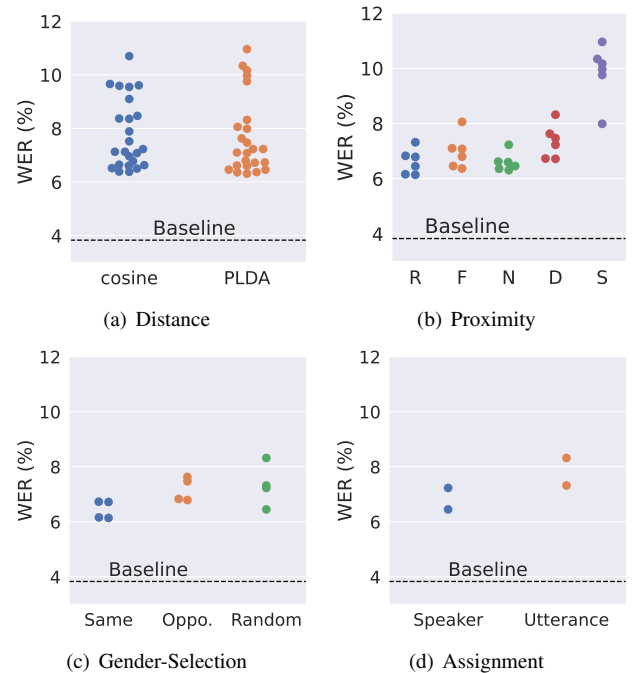 12
10
8
6
4
WER (%)
Baseline
cosine PLDA
(a) Distance
12
10
8
6
4
WER (%)
Baseline
R F N D S
(b) Proximity
12
10
8
6
4
WER (%)
Baseline
Same Oppo. Random
(c) Gender-Selection
12
10
8
6
4
WER (%)
Baseline
Speaker Utterance
(d) Assignment